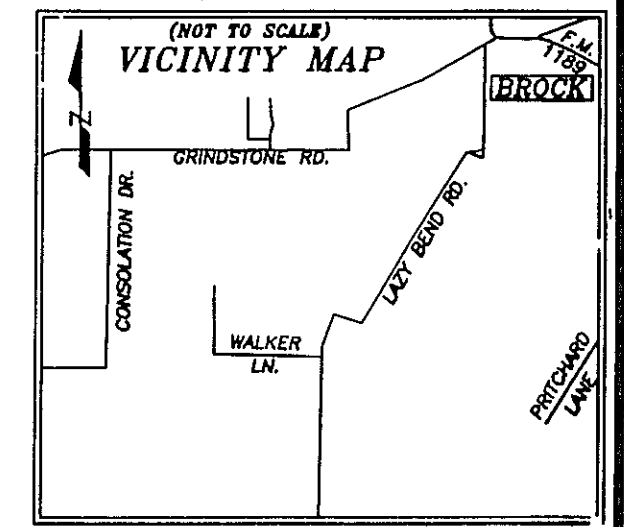 (NOT TO SCALE)
VICINITY MAP
F.M.
1189
BROCK
N
GRINDSTONE RD.
CONSOLATION DR.
LAZY BEND RD.
WALKER
LN.
PRITCHARD
LANE